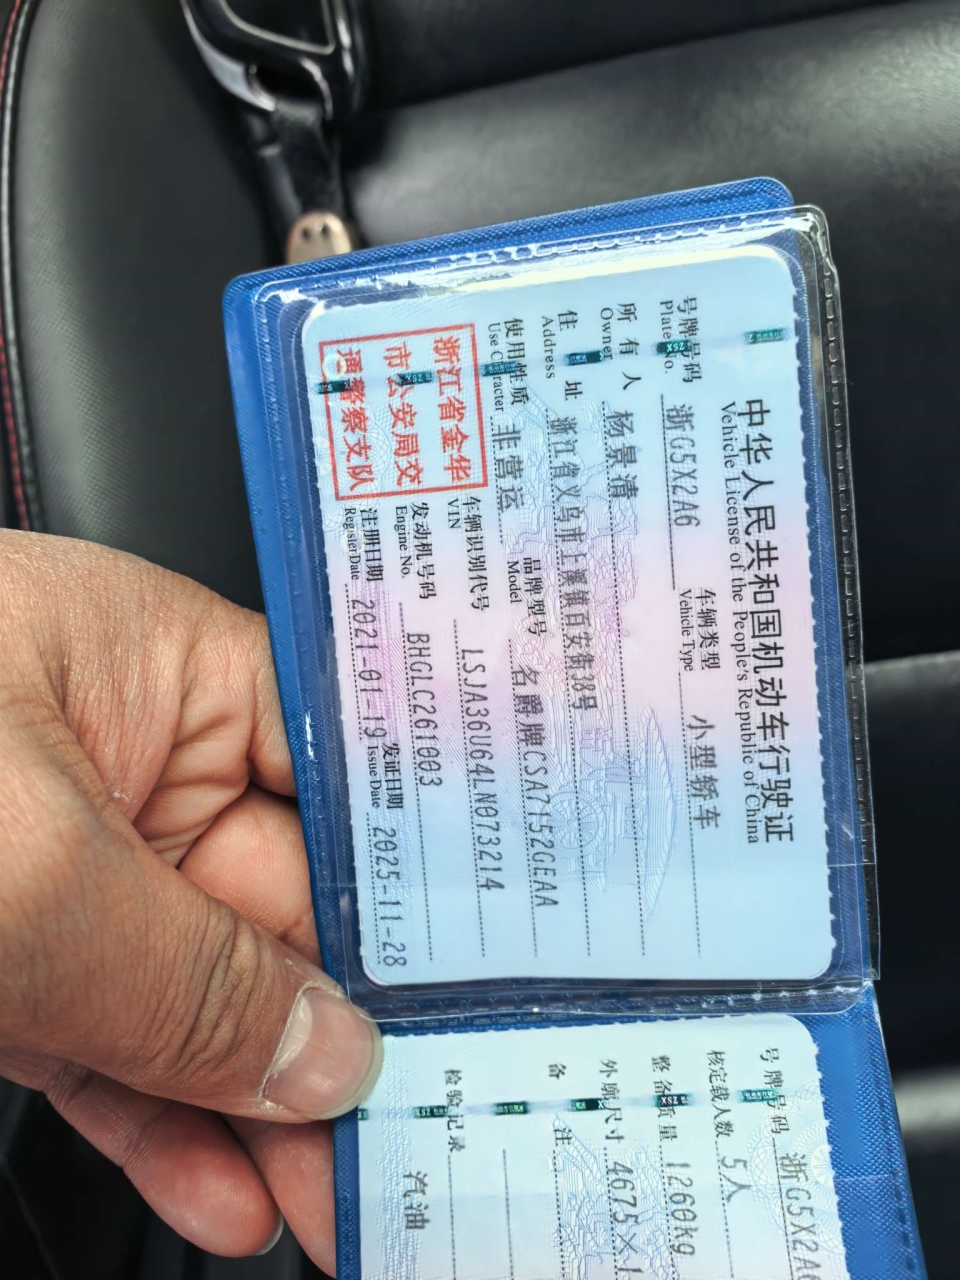 中华人民共和国机动车行驶证
Vehicle License of the People's Republic of China
号牌号码 浙G5X2A6 车辆类型 小型轿车
Plate No. Vehicle Type
所有人 杨景清
Owner
住址 浙江省义乌市上溪镇百安街38号
Address
使用性质 非营运 品牌型号 名爵牌CSA7152GEAA
Use Character Model
浙江省金华
市公安局交
通警察支队
车辆识别代号 LSJA36U64LN073214
VIN
发动机号码 BHGLC261003
Engine No.
注册日期 2021-01-19 发证日期 2025-11-28
Register Date Issue Date
号牌号码 浙G5X2A
核定载人数 5人
整备质量 1260kg
外廓尺寸 4675×1
备注
检验记录
汽油